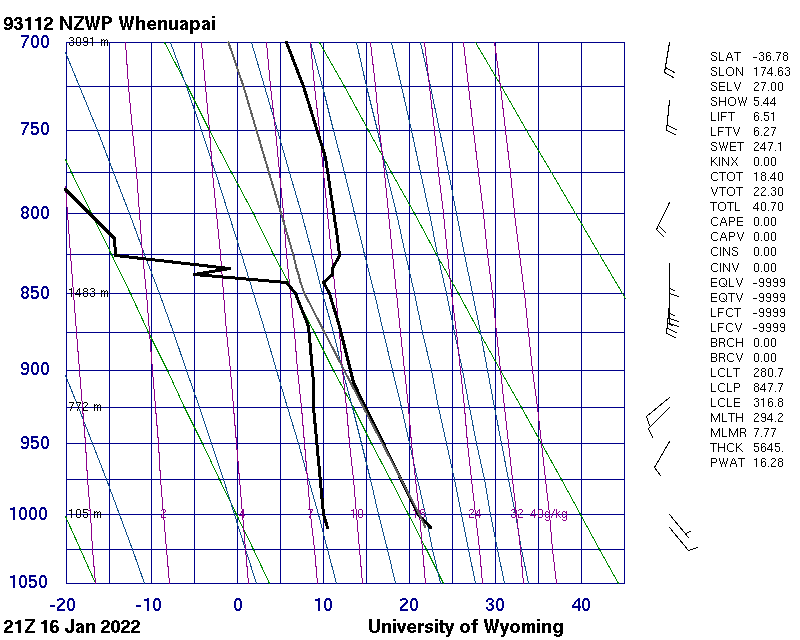 93112 NZWP Whenuapai
700
3091 m
750
800
850
1483 m
900
772 m
950
1000
105 m
2
4
7
10
16
24
32
40g/kg
1050
-20
-10
0
10
20
30
40
21Z 16 Jan 2022
University of Wyoming
SLAT -36.78
SLON 174.63
SELV 27.00
SHOW 5.44
LIFT 6.51
LFTV 6.27
SWET 247.1
KINX 0.00
CTOT 18.40
VTOT 22.30
TOTL 40.70
CAPE 0.00
CAPV 0.00
CINS 0.00
CINV 0.00
EQLV -9999
EQTV -9999
LFCT -9999
LFCV -9999
BRCH 0.00
BRCV 0.00
LCLT 280.7
LCLP 847.7
LCLE 316.8
MLTH 294.2
MLMR 7.77
THCK 5645.
PWAT 16.28